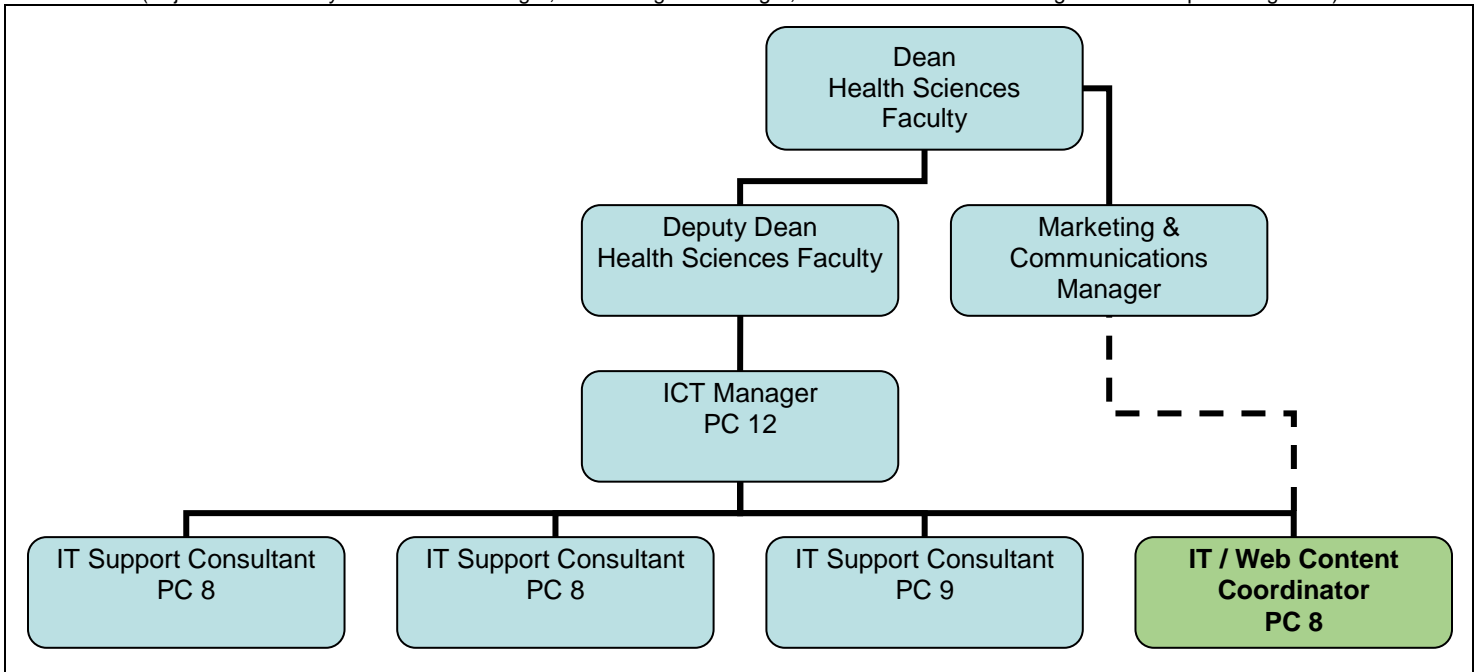 Dean
Health Sciences
Faculty
Deputy Dean
Health Sciences Faculty
Marketing &
Communications
Manager
ICT Manager
PC 12
IT Support Consultant
PC 8
IT Support Consultant
PC 8
IT Support Consultant
PC 9
IT / Web Content
Coordinator
PC 8